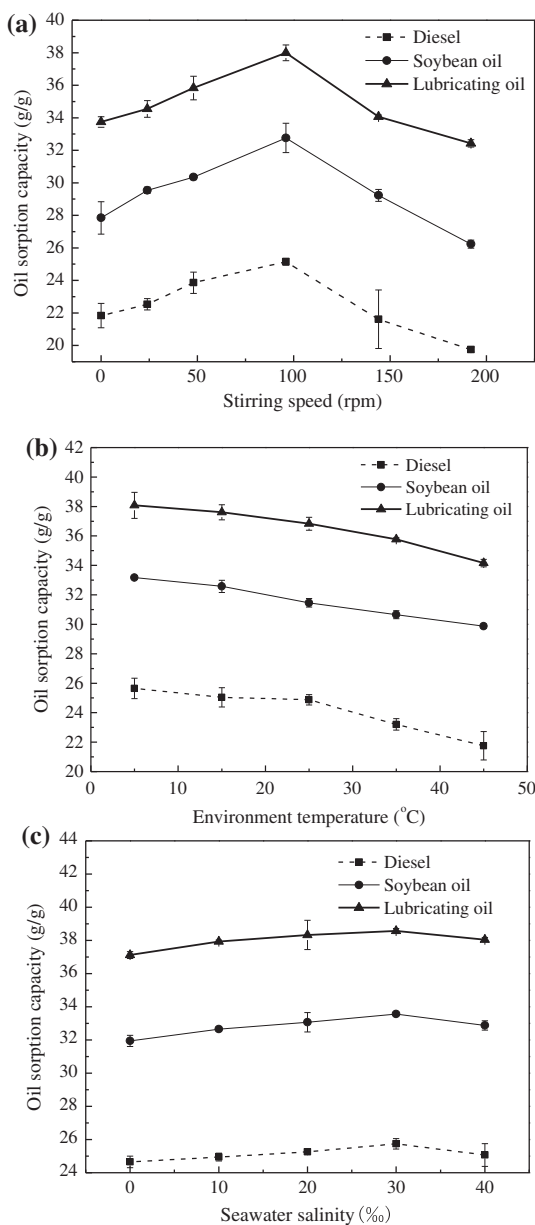 (a)
40
38
36
34
32
30
28
26
24
22
20
Oil sorption capacity (g/g)
Diesel
Soybean oil
Lubricating oil
0
50
100
150
200
Stirring speed (rpm)
(b)
42
40
38
36
34
32
30
28
26
24
22
20
Oil sorption capacity (g/g)
Diesel
Soybean oil
Lubricating oil
0
10
20
30
40
50
Environment temperature (°C)
(c)
44
42
40
38
36
34
32
30
28
26
24
Oil sorption capacity (g/g)
Diesel
Soybean oil
Lubricating oil
0
10
20
30
40
Seawater salinity (‰)